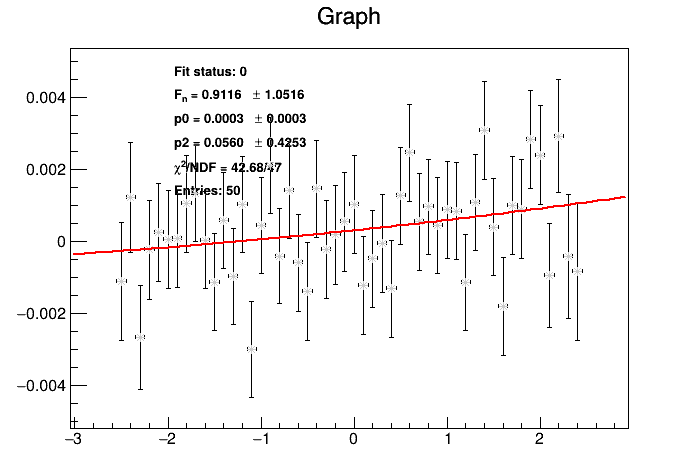 Graph
Fit status: 0
Fn = 0.9116 ± 1.0516
p0 = 0.0003 ± 0.0003
p2 = 0.0560 ± 0.4253
χ²/NDF = 42.68/47
Entries: 50
0.004
0.002
0
−0.002
−0.004
−3 −2 −1 0 1 2